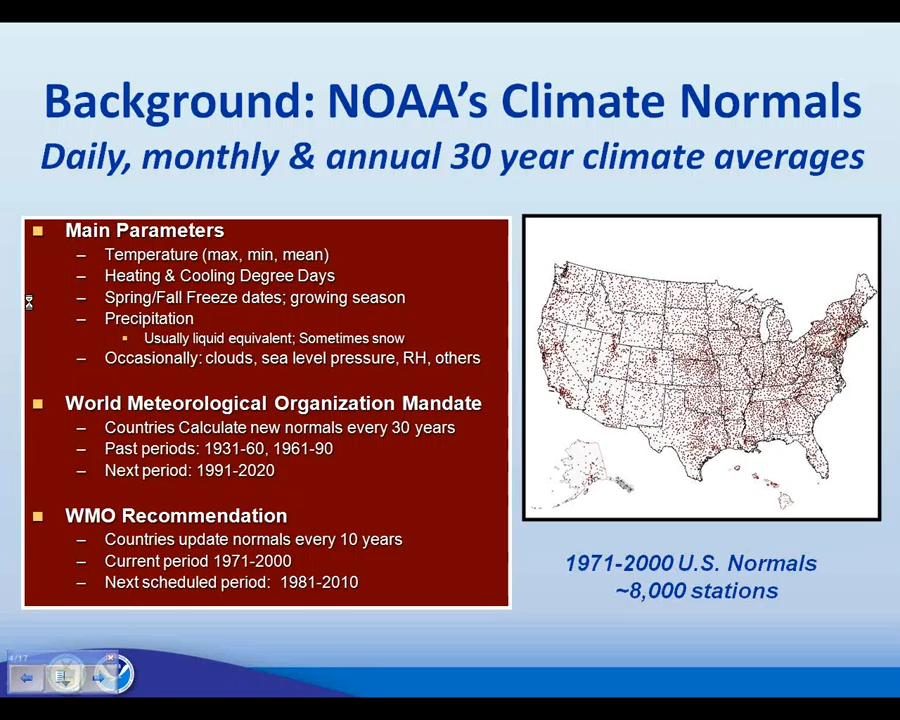 Background: NOAA's Climate Normals
Daily, monthly & annual 30 year climate averages
Main Parameters
– Temperature (max, min, mean)
– Heating & Cooling Degree Days
– Spring/Fall Freeze dates; growing season
– Precipitation
Usually liquid equivalent; Sometimes snow
– Occasionally: clouds, sea level pressure, RH, others
World Meteorological Organization Mandate
– Countries Calculate new normals every 30 years
– Past periods: 1931-60, 1961-90
– Next period: 1991-2020
WMO Recommendation
– Countries update normals every 10 years
– Current period 1971-2000
– Next scheduled period: 1981-2010
1971-2000 U.S. Normals
~8,000 stations
4/17